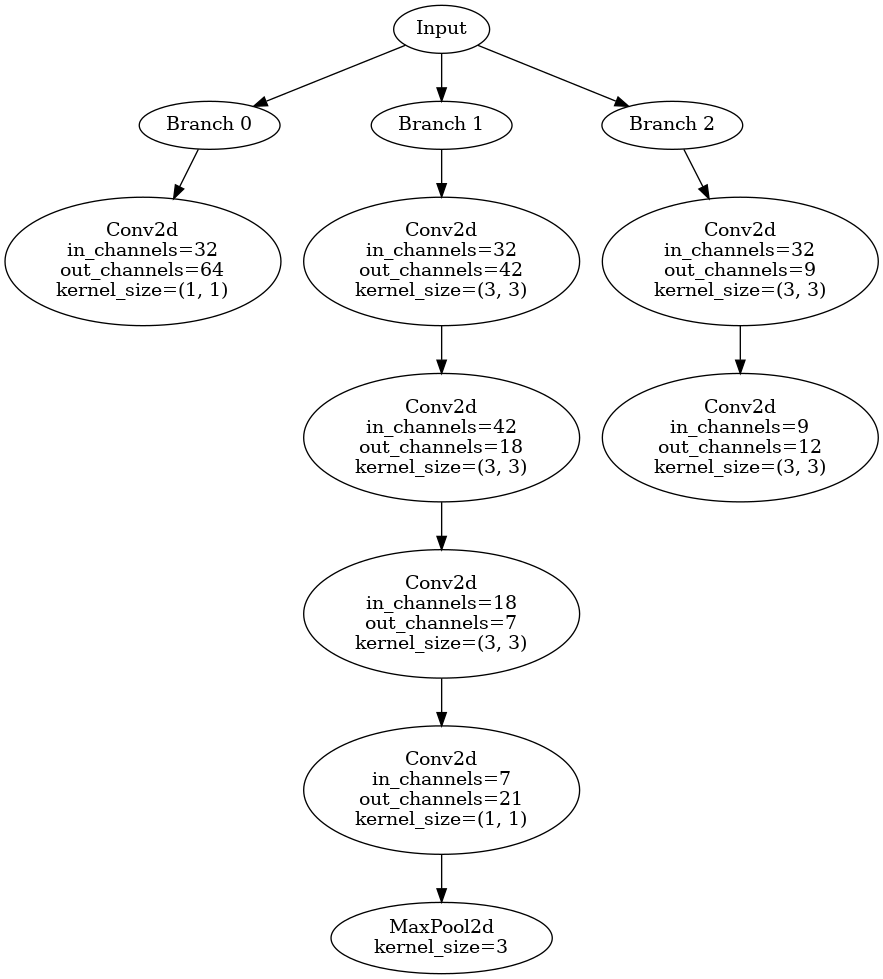 Input
Branch 0
Branch 1
Branch 2
Conv2d
in_channels=32
out_channels=64
kernel_size=(1, 1)
Conv2d
in_channels=32
out_channels=42
kernel_size=(3, 3)
Conv2d
in_channels=32
out_channels=9
kernel_size=(3, 3)
Conv2d
in_channels=42
out_channels=18
kernel_size=(3, 3)
Conv2d
in_channels=9
out_channels=12
kernel_size=(3, 3)
Conv2d
in_channels=18
out_channels=7
kernel_size=(3, 3)
Conv2d
in_channels=7
out_channels=21
kernel_size=(1, 1)
MaxPool2d
kernel_size=3